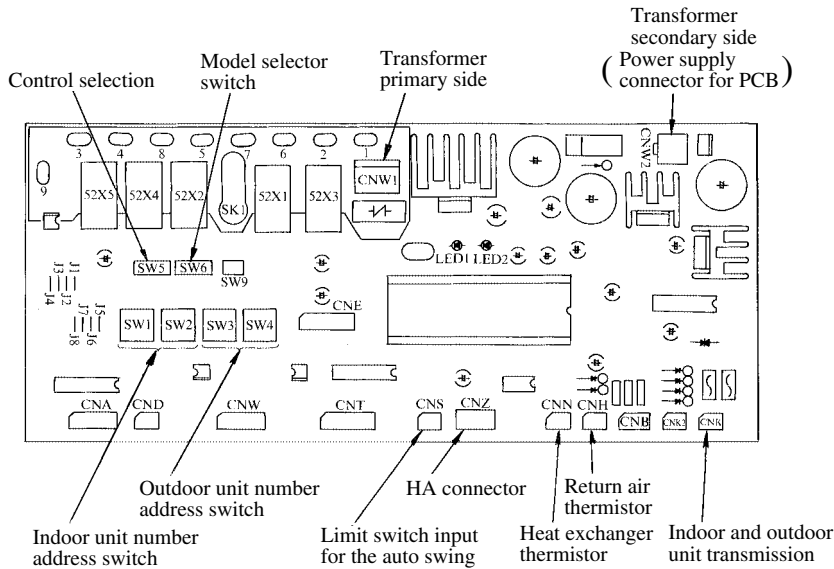 Transformer
secondary side
(Power supply
connector for PCB)
Model selector
switch
Transformer
primary side
Control selection
3 4 8 5 7 6 2 1
9
52X5 52X4 52X2 SK1 52X1 52X3 CNW1
CNW2
LED1 LED2
SW5 SW6 SW9
J1
J3
J2
J4
J5
J7
J6
J8
CNE
SW1 SW2 SW3 SW4
CNA CND CNW CNT CNS CNZ CNN CNH CNB CNK2 CNK
Outdoor unit number
address switch
HA connector
Return air
thermistor
Indoor unit number
address switch
Limit switch input
for the auto swing
Heat exchanger
thermistor
Indoor and outdoor
unit transmission